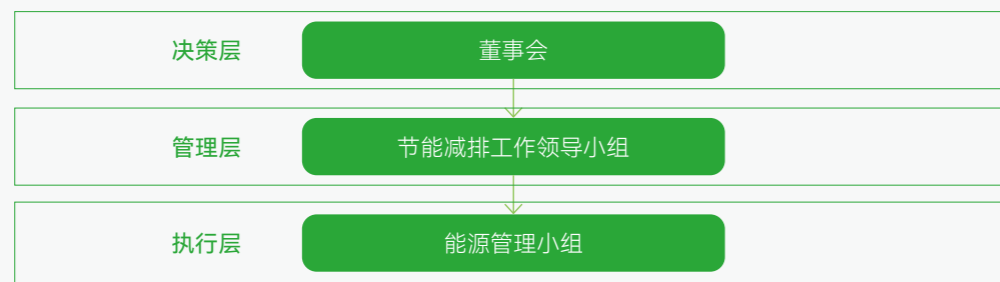 决策层
董事会
管理层
节能减排工作领导小组
执行层
能源管理小组